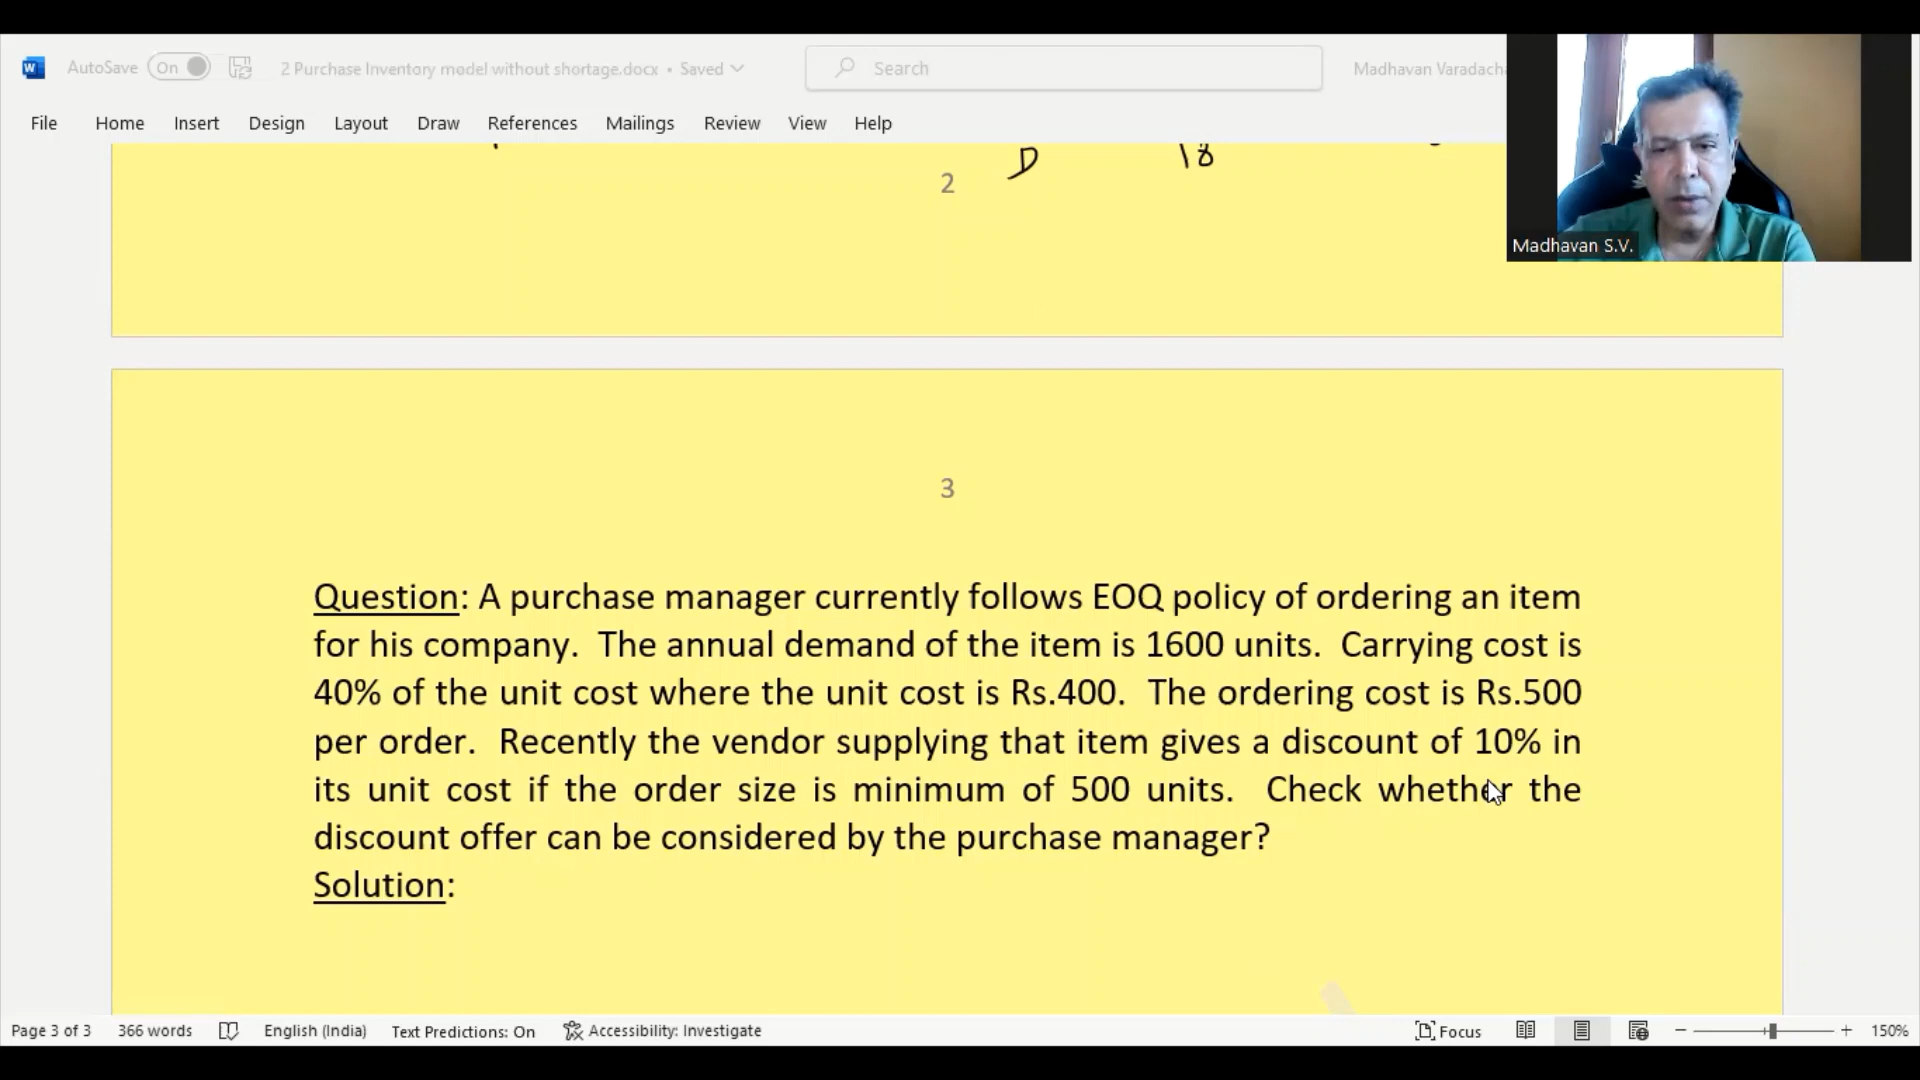 AutoSave On 2 Purchase Inventory model without shortage.docx • Saved Search Madhavan Varadacha
File Home Insert Design Layout Draw References Mailings Review View Help
D 18
2
Madhavan S.V.
3
Question: A purchase manager currently follows EOQ policy of ordering an item
for his company. The annual demand of the item is 1600 units. Carrying cost is
40% of the unit cost where the unit cost is Rs.400. The ordering cost is Rs.500
per order. Recently the vendor supplying that item gives a discount of 10% in
its unit cost if the order size is minimum of 500 units. Check whether the
discount offer can be considered by the purchase manager?
Solution:
Page 3 of 3 366 words English (India) Text Predictions: On Accessibility: Investigate Focus 150%